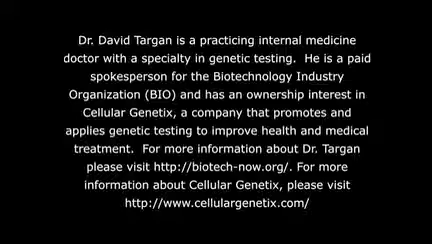 Dr. David Targan is a practicing internal medicine
doctor with a specialty in genetic testing.  He is a paid
spokesperson for the Biotechnology Industry
Organization (BIO) and has an ownership interest in
Cellular Genetix, a company that promotes and
applies genetic testing to improve health and medical
treatment.  For more information about Dr. Targan
please visit http://biotech-now.org/. For more
information about Cellular Genetix, please visit
http://www.cellulargenetix.com/